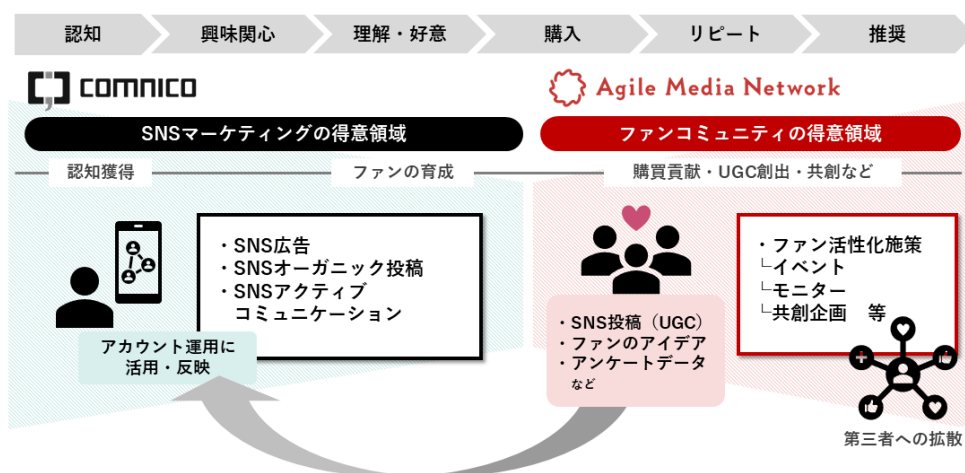 認知
興味関心
理解・好意
購入
リピート
推奨
comnico
Agile Media Network
SNSマーケティングの得意領域
ファンコミュニティの得意領域
認知獲得
ファンの育成
購買貢献・UGC創出・共創など
・SNS広告
・SNSオーガニック投稿
・SNSアクティブ
コミュニケーション
アカウント運用に
活用・反映
・SNS投稿（UGC）
・ファンのアイデア
・アンケートデータ
など
・ファン活性化施策
└イベント
└モニター
└共創企画　等
第三者への拡散